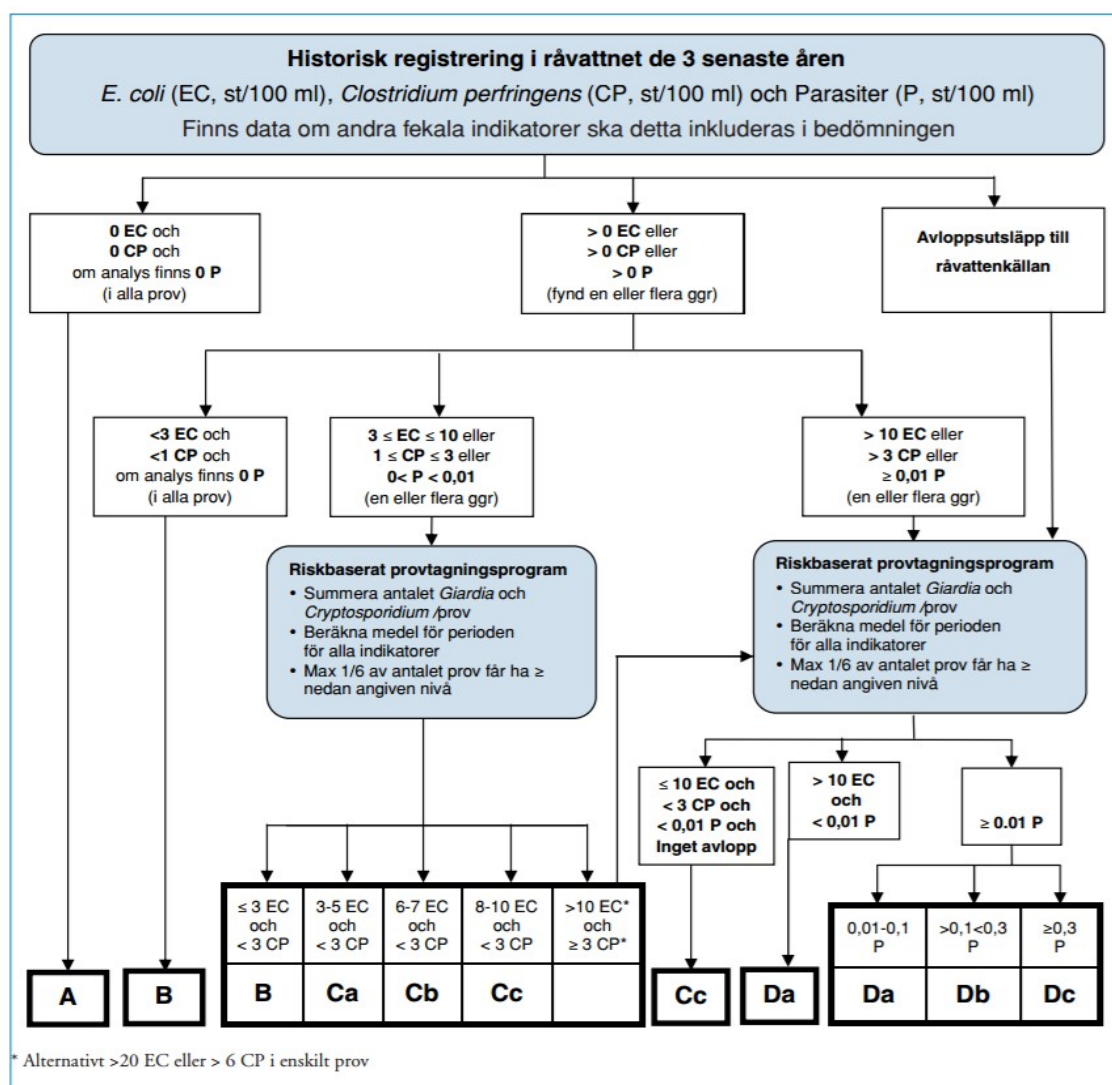 Historisk registrering i råvattnet de 3 senaste åren
E. coli (EC, st/100 ml), Clostridium perfringens (CP, st/100 ml) och Parasiter (P, st/100 ml)
Finns data om andra fekala indikatorer ska detta inkluderas i bedömningen
0 EC och
0 CP och
om analys finns 0 P
(i alla prov)
> 0 EC eller
> 0 CP eller
> 0 P
(fynd en eller flera ggr)
Avloppsutsläpp till
råvattenkällan
<3 EC och
<1 CP och
om analys finns 0 P
(i alla prov)
3 ≤ EC ≤ 10 eller
1 ≤ CP ≤ 3 eller
0< P < 0,01
(en eller flera ggr)
> 10 EC eller
> 3 CP eller
≥ 0,01 P
(en eller flera ggr)
Riskbaserat provtagningsprogram
• Summera antalet Giardia och
Cryptosporidium /prov
• Beräkna medel för perioden
för alla indikatorer
• Max 1/6 av antalet prov får ha ≥
nedan angiven nivå
Riskbaserat provtagningsprogram
• Summera antalet Giardia och
Cryptosporidium /prov
• Beräkna medel för perioden
för alla indikatorer
• Max 1/6 av antalet prov får ha ≥
nedan angiven nivå
≤ 10 EC och
< 3 CP och
< 0,01 P och
Inget avlopp
> 10 EC
och
< 0,01 P
≥ 0.01 P
≤ 3 EC
och
< 3 CP
3-5 EC
och
< 3 CP
6-7 EC
och
< 3 CP
8-10 EC
och
< 3 CP
>10 EC*
och
≥ 3 CP*
0,01-0,1
P
>0,1<0,3
P
≥0,3
P
A
B
B
Ca
Cb
Cc
Cc
Da
Da
Db
Dc
* Alternativt >20 EC eller > 6 CP i enskilt prov